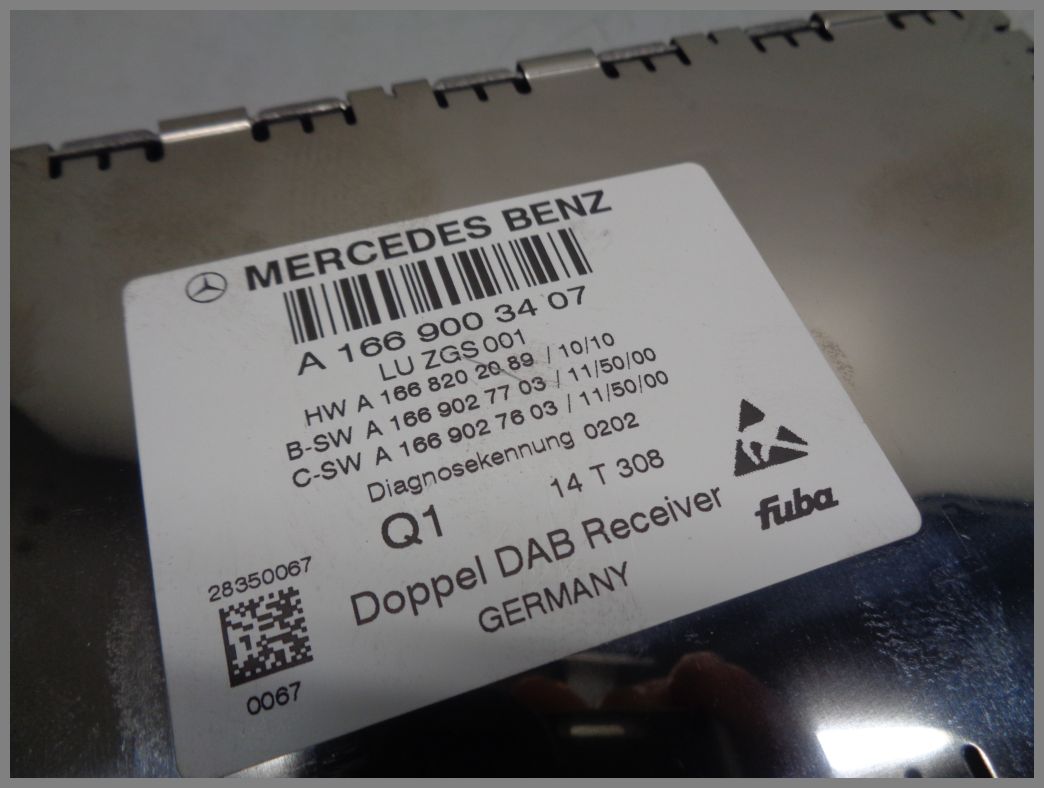 MERCEDES BENZ
A 166 900 34 07
LU ZGS 001
HW A 166 820 20 89 / 10/10
B-SW A 166 902 77 03 / 11/50/00
C-SW A 166 902 76 03 / 11/50/00
Diagnosekennung 0202
Q1 14 T 308
Doppel DAB Receiver
GERMANY
fuba
28350067
0067